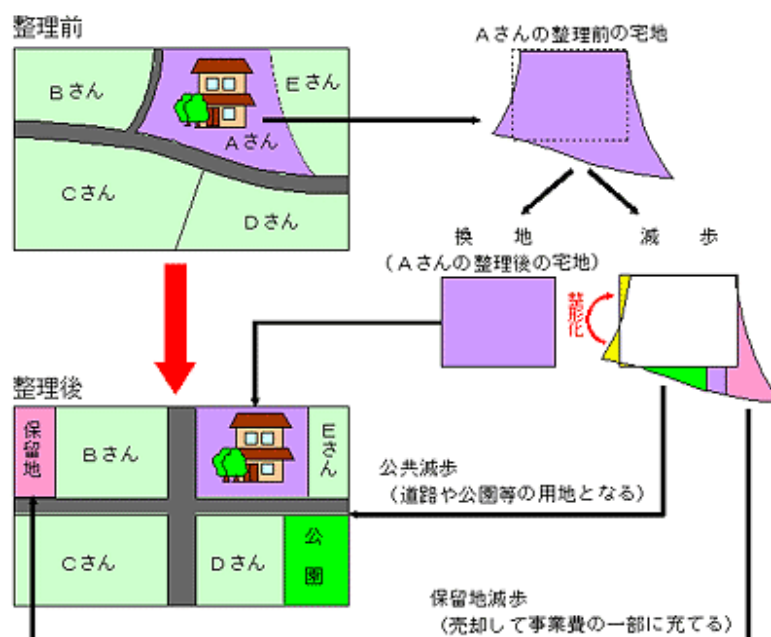 整理前
Aさんの整理前の宅地
Bさん
Eさん
Aさん
Cさん
Dさん
換地
減歩
(Aさんの整理後の宅地)
整形化
整理後
保留地
Bさん
Eさん
公共減歩
(道路や公園等の用地となる)
Cさん
Dさん
公園
保留地減歩
(売却して事業費の一部に充てる)